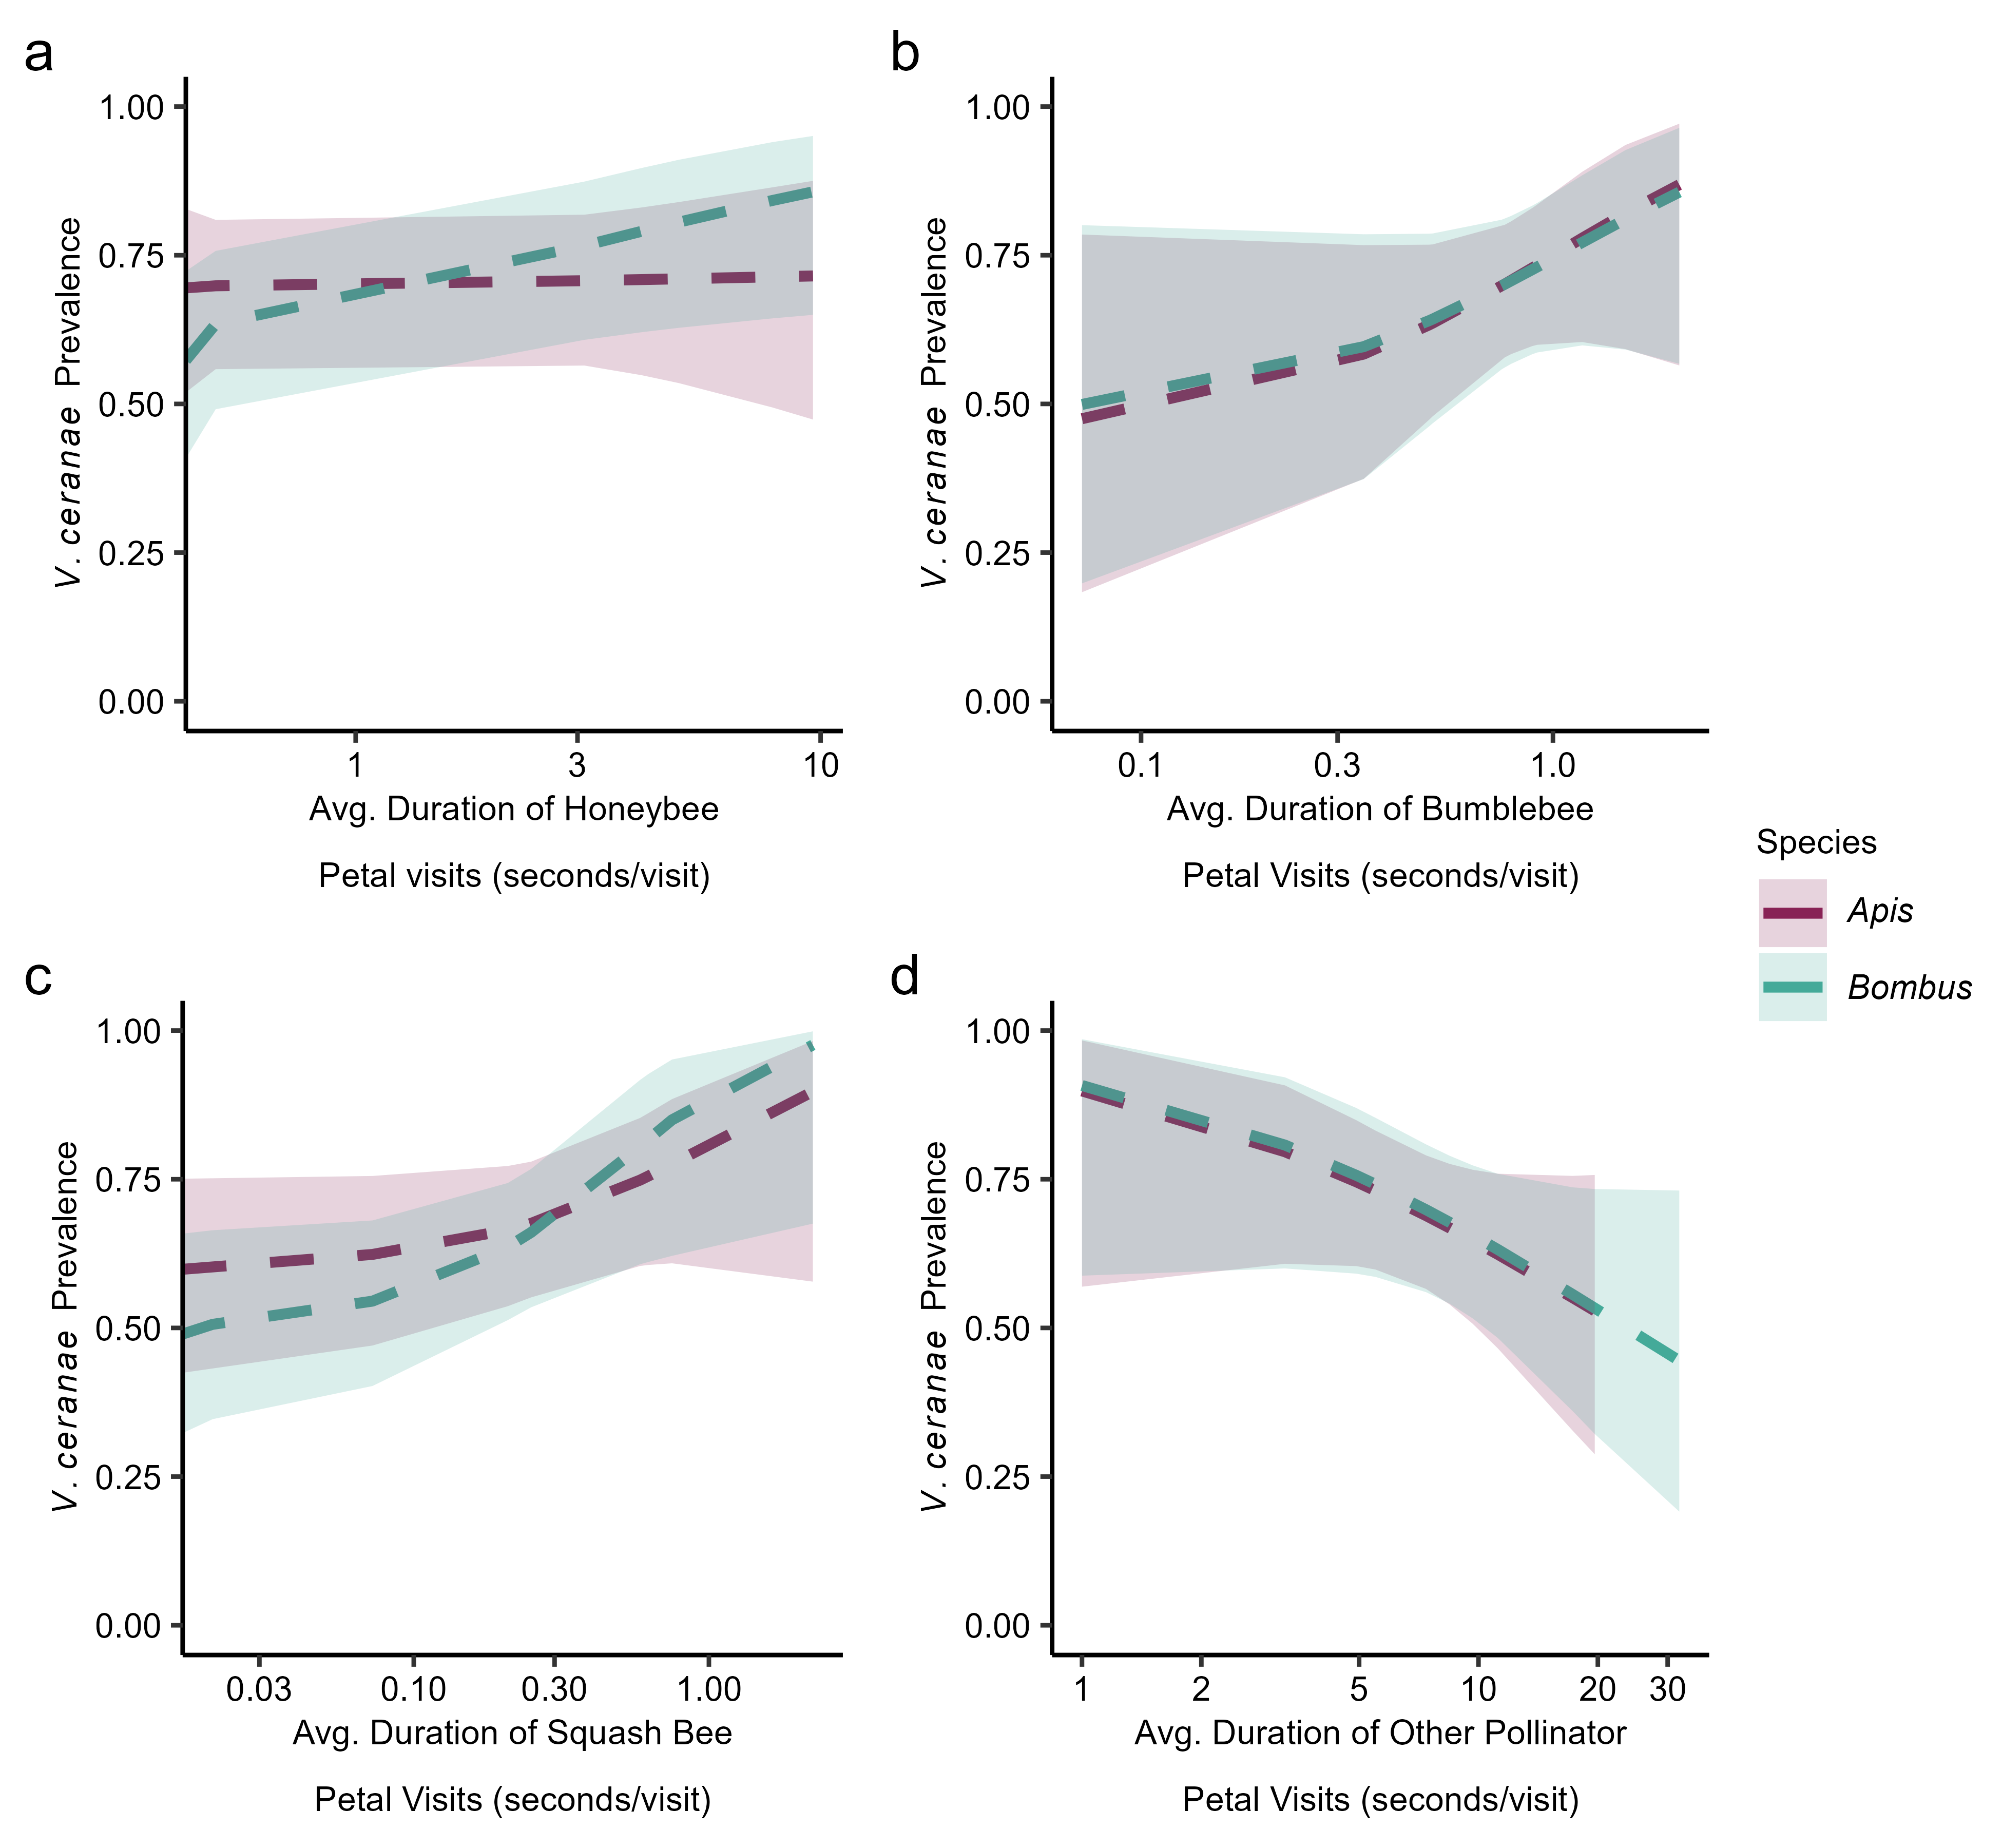 a
1.00
0.75
0.50
0.25
0.00
V. ceranae Prevalence
1 3 10
Avg. Duration of Honeybee
Petal visits (seconds/visit)
b
1.00
0.75
0.50
0.25
0.00
V. ceranae Prevalence
0.1 0.3 1.0
Avg. Duration of Bumblebee
Petal Visits (seconds/visit)
Species
Apis
Bombus
c
1.00
0.75
0.50
0.25
0.00
V. ceranae Prevalence
0.03 0.10 0.30 1.00
Avg. Duration of Squash Bee
Petal Visits (seconds/visit)
d
1.00
0.75
0.50
0.25
0.00
V. ceranae Prevalence
1 2 5 10 20 30
Avg. Duration of Other Pollinator
Petal Visits (seconds/visit)